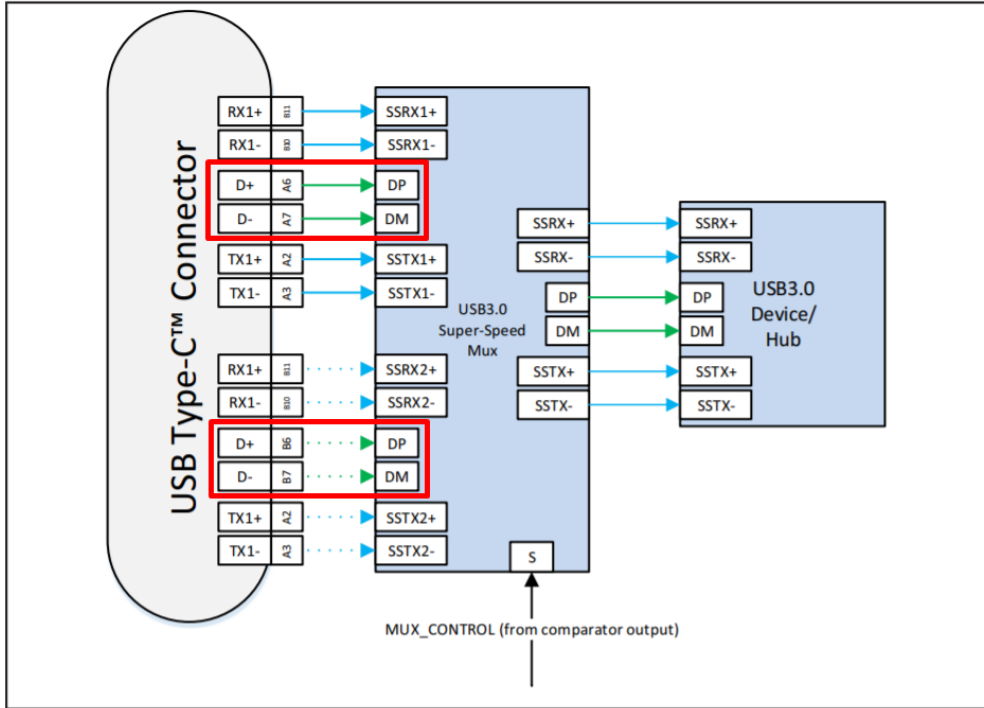 USB Type-C™ Connector
RX1+ B11 SSRX1+
RX1- B10 SSRX1-
D+ A6 DP
D- A7 DM
TX1+ A2 SSTX1+
TX1- A3 SSTX1-
RX1+ B11 SSRX2+
RX1- B10 SSRX2-
D+ B6 DP
D- B7 DM
TX1+ A2 SSTX2+
TX1- A3 SSTX2-
USB3.0
Super-Speed
Mux
SSRX+ SSRX+
SSRX- SSRX-
DP DP
DM DM
SSTX+ SSTX+
SSTX- SSTX-
USB3.0
Device/
Hub
S
MUX_CONTROL (from comparator output)